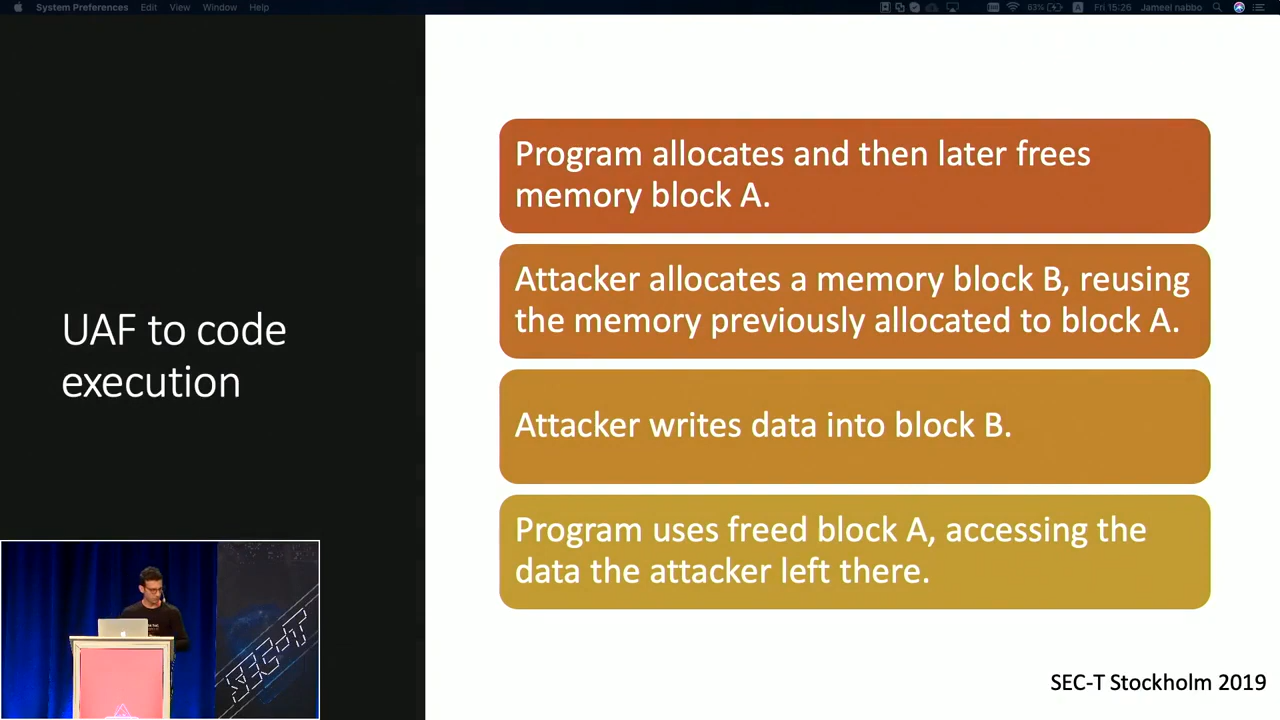 System Preferences Edit View Window Help
63% Fri 15:26 Jameel nabbo
UAF to code
execution
Program allocates and then later frees
memory block A.
Attacker allocates a memory block B, reusing
the memory previously allocated to block A.
Attacker writes data into block B.
Program uses freed block A, accessing the
data the attacker left there.
SEC-T
SEC-T Stockholm 2019